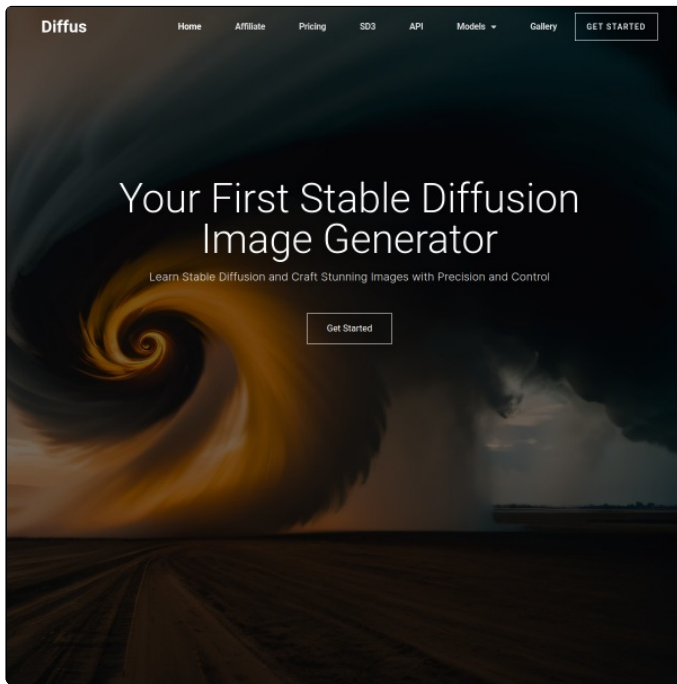 Diffus
Home Affiliate Pricing SD3 API Models Gallery GET STARTED
Your First Stable Diffusion
Image Generator
Learn Stable Diffusion and Craft Stunning Images with Precision and Control
Get Started